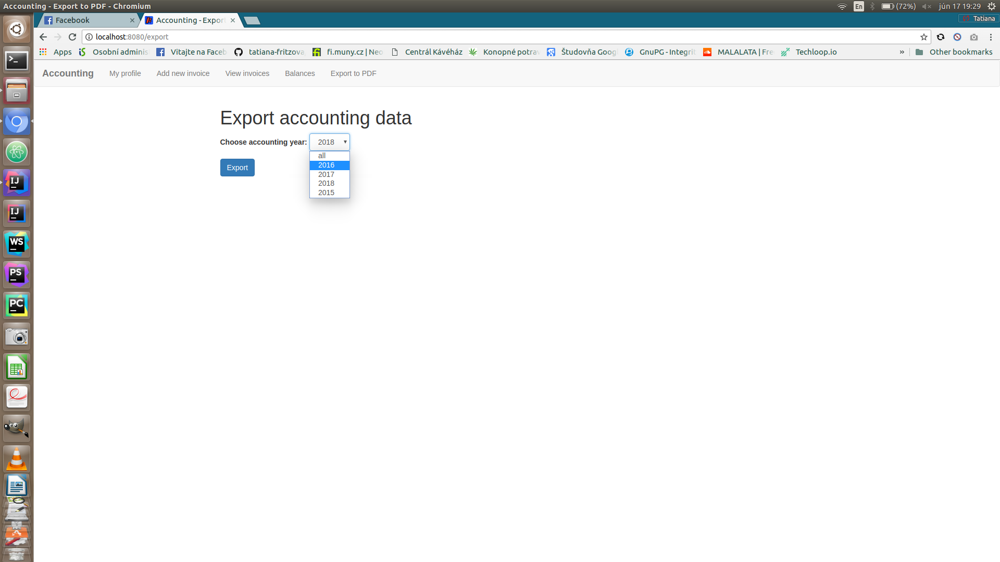 Accounting - Export to PDF - Chromium
En (72%) jún 17 19:29
Facebook
Accounting - Export
Tatiana
localhost:8080/export
Apps
Osobní adminis
Vitajte na Faceb
tatiana-fritzova
fi.muny.cz | Neo
Centrál Kávéház
Konopné potrav
Študovňa Goog
GnuPG - Integrit
MALALATA | Fre
Techloop.io
»
Other bookmarks
Accounting
My profile
Add new invoice
View invoices
Balances
Export to PDF
Export accounting data
Choose accounting year: 2018
all
2016
2017
2018
2015
Export
IJ
IJ
WS
PS
PC